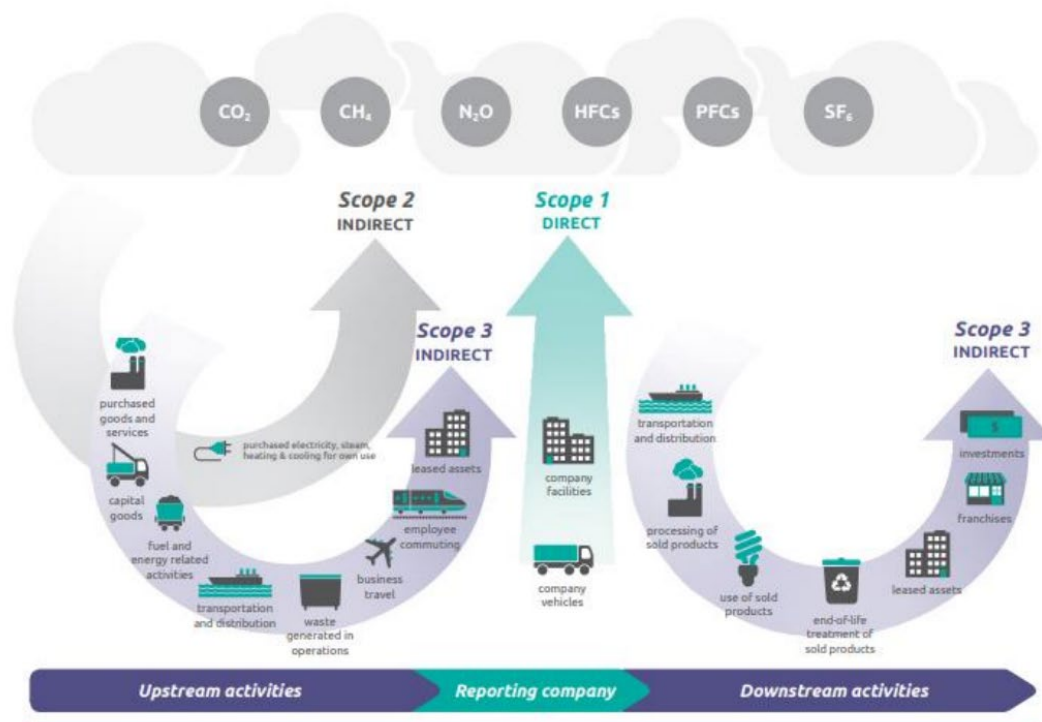 CO₂
CH₄
N₂O
HFCs
PFCs
SF₆
Scope 2
INDIRECT
Scope 1
DIRECT
Scope 3
INDIRECT
Scope 3
INDIRECT
purchased
goods and
services
capital
goods
fuel and
energy related
activities
transportation
and distribution
waste
generated in
operations
business
travel
employee
commuting
leased assets
purchased electricity, steam,
heating & cooling for own use
company
facilities
company
vehicles
transportation
and distribution
processing of
sold products
use of sold
products
end-of-life
treatment of
sold products
leased assets
franchises
investments
$
Upstream activities
Reporting company
Downstream activities